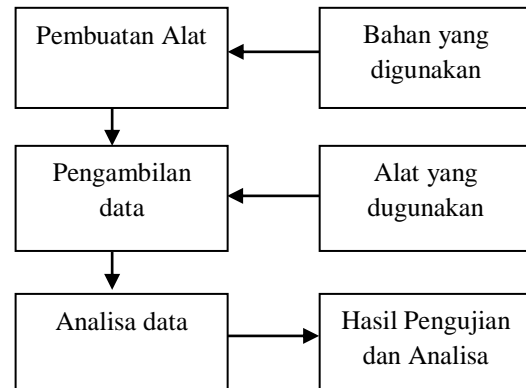 Pembuatan Alat
Bahan yang
digunakan
Pengambilan
data
Alat yang
dugunakan
Analisa data
Hasil Pengujian
dan Analisa